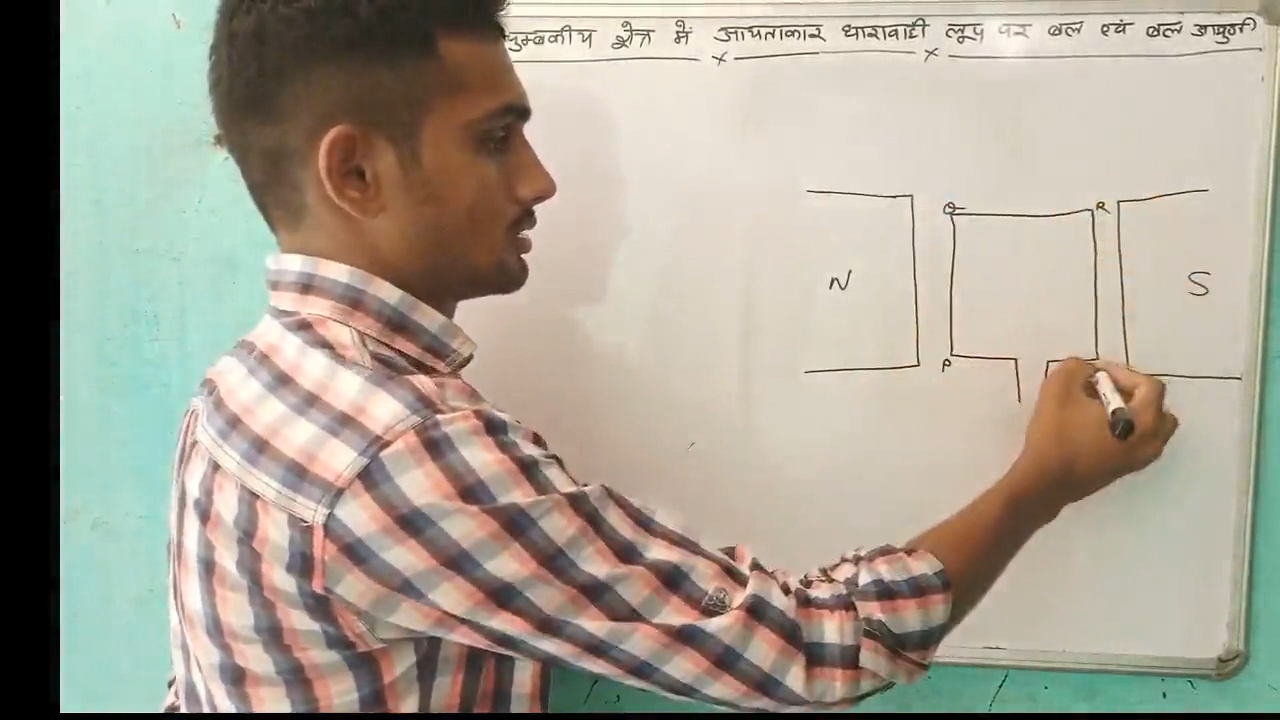 चुम्बकीय क्षेत्र में आयताकार धारावाही लूप पर बल एवं बल आघूर्ण
Q R
N S
P